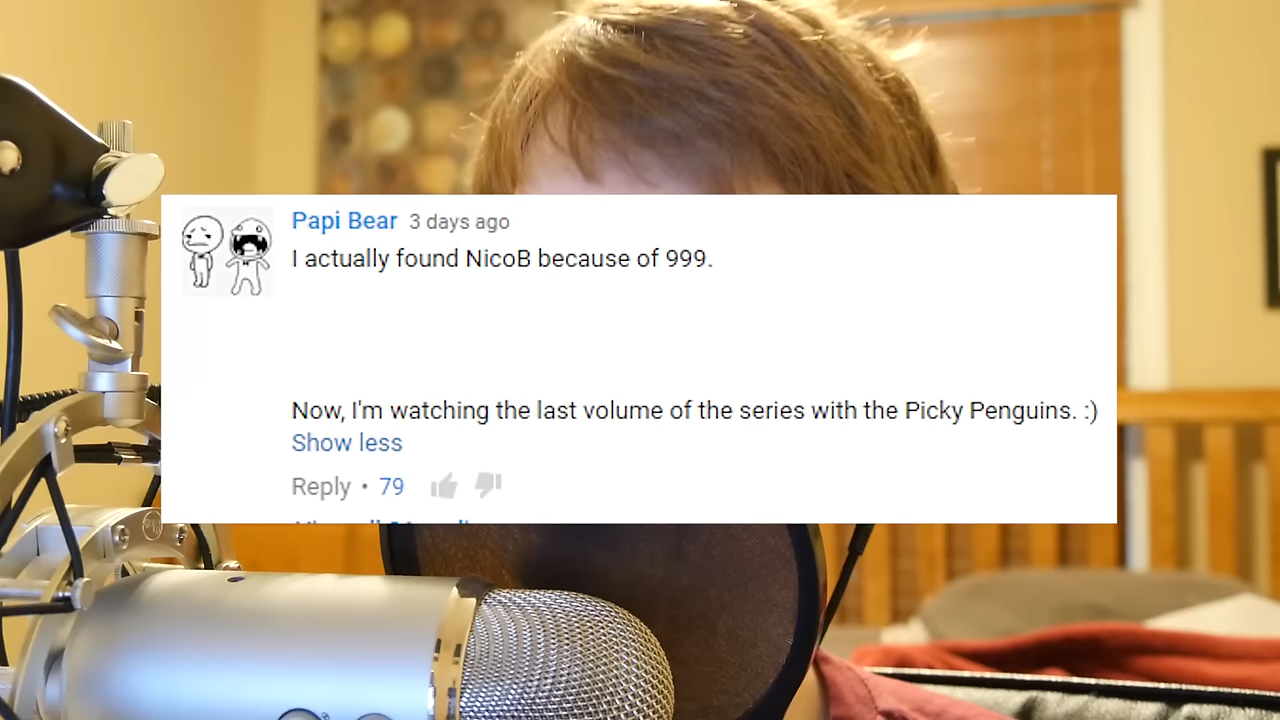 Papi Bear 3 days ago
I actually found NicoB because of 999.
Now, I'm watching the last volume of the series with the Picky Penguins. :)
Show less
Reply • 79